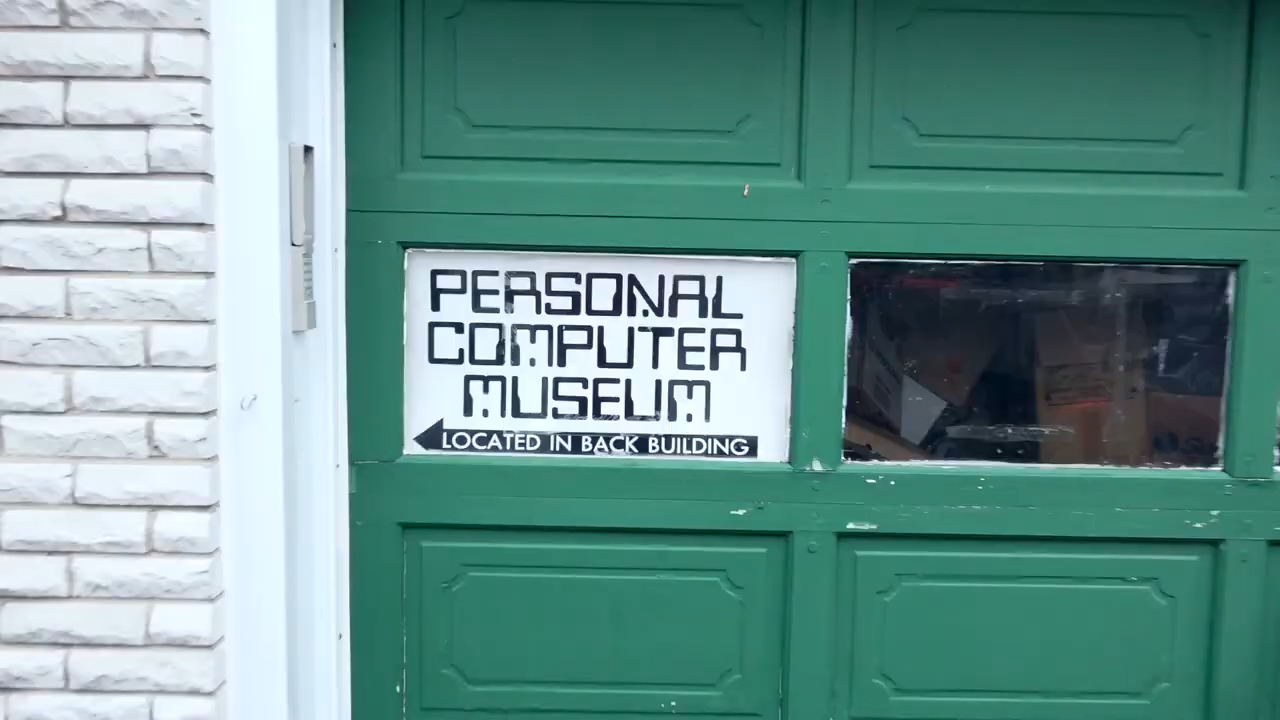 PERSONAL
COMPUTER
MUSEUM
LOCATED IN BACK BUILDING